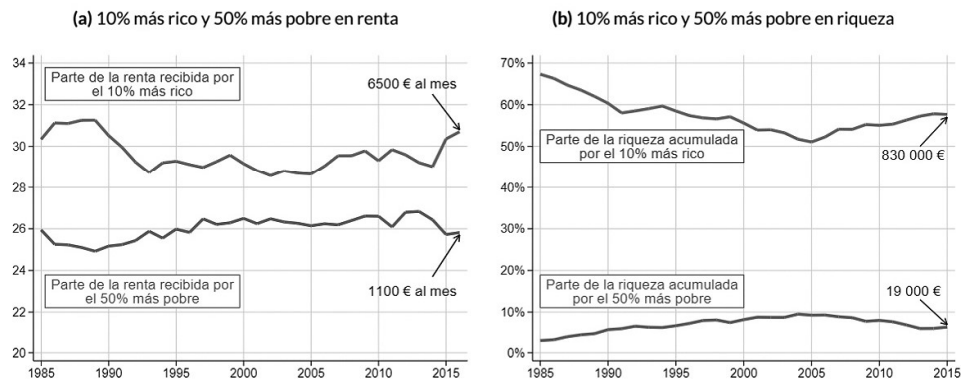 (a) 10% más rico y 50% más pobre en renta
34
32
30
28
26
24
22
20
Parte de la renta recibida por
el 10% más rico
6500 € al mes
Parte de la renta recibida por
el 50% más pobre
1100 € al mes
1985 1990 1995 2000 2005 2010 2015
(b) 10% más rico y 50% más pobre en riqueza
70%
60%
50%
40%
30%
20%
10%
0%
Parte de la riqueza acumulada
por el 10% más rico
830 000 €
Parte de la riqueza acumulada
por el 50% más pobre
19 000 €
1985 1990 1995 2000 2005 2010 2015